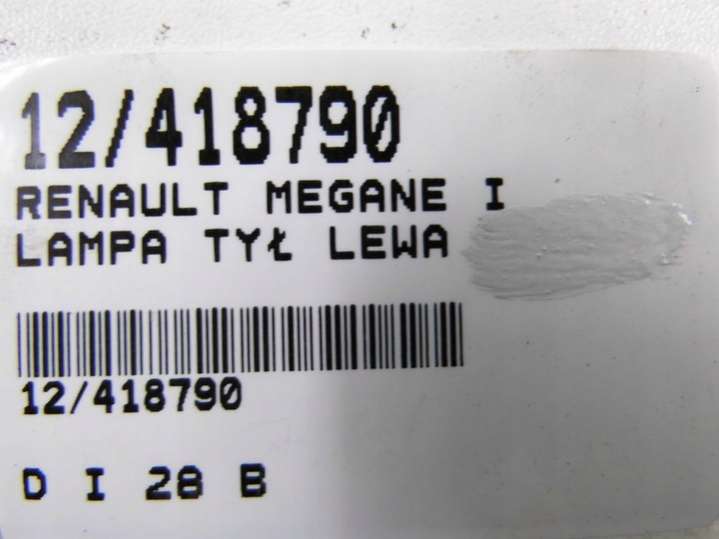 12/418790
RENAULT MEGANE I
LAMPA TYŁ LEWA
12/418790
D I 28 B